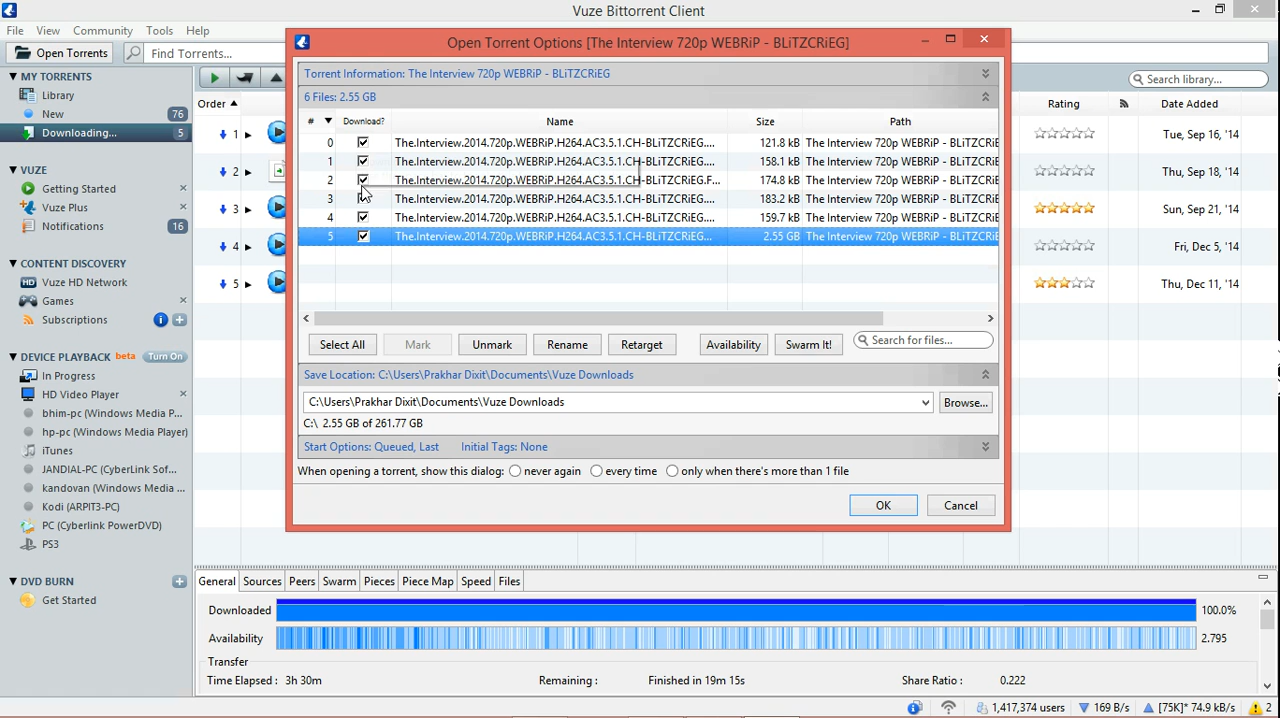 Vuze Bittorrent Client
File View Community Tools Help
Open Torrents Find Torrents...
Open Torrent Options [The Interview 720p WEBRiP - BLiTZCRiEG]
MY TORRENTS
Library
New 76
Downloading... 5
VUZE
Getting Started
Vuze Plus
Notifications 16
CONTENT DISCOVERY
HD Vuze HD Network
Games
Subscriptions
DEVICE PLAYBACK beta Turn On
In Progress
HD Video Player
bhim-pc (Windows Media P...
hp-pc (Windows Media Player)
iTunes
JANDIAL-PC (CyberLink Sof...
kandovan (Windows Media ...
Kodi (ARPIT3-PC)
PC (Cyberlink PowerDVD)
PS3
DVD BURN
Get Started
Search library...
Order
1
2
3
4
5
Rating Date Added
Tue, Sep 16, '14
Thu, Sep 18, '14
Sun, Sep 21, '14
Fri, Dec 5, '14
Thu, Dec 11, '14
Torrent Information: The Interview 720p WEBRiP - BLiTZCRiEG
6 Files: 2.55 GB
# Download? Name Size Path
0 The.Interview.2014.720p.WEBRiP.H264.AC3.5.1.CH-BLiTZCRiEG.... 121.8 kB The Interview 720p WEBRiP - BLiTZCRiE
1 The.Interview.2014.720p.WEBRiP.H264.AC3.5.1.CH-BLiTZCRiEG.... 158.1 kB The Interview 720p WEBRiP - BLiTZCRiE
2 The.Interview.2014.720p.WEBRiP.H264.AC3.5.1.CH-BLiTZCRiEG.F... 174.8 kB The Interview 720p WEBRiP - BLiTZCRiE
3 The.Interview.2014.720p.WEBRiP.H264.AC3.5.1.CH-BLiTZCRiEG.... 183.2 kB The Interview 720p WEBRiP - BLiTZCRiE
4 The.Interview.2014.720p.WEBRiP.H264.AC3.5.1.CH-BLiTZCRiEG.... 159.7 kB The Interview 720p WEBRiP - BLiTZCRiE
5 The.Interview.2014.720p.WEBRiP.H264.AC3.5.1.CH-BLiTZCRiEG... 2.55 GB The Interview 720p WEBRiP - BLiTZCRiE
Select All Mark Unmark Rename Retarget Availability Swarm It! Search for files...
Save Location: C:\Users\Prakhar Dixit\Documents\Vuze Downloads
C:\Users\Prakhar Dixit\Documents\Vuze Downloads Browse...
C:\ 2.55 GB of 261.77 GB
Start Options: Queued, Last Initial Tags: None
When opening a torrent, show this dialog: never again every time only when there's more than 1 file
OK Cancel
General Sources Peers Swarm Pieces Piece Map Speed Files
Downloaded 100.0%
Availability 2.795
Transfer
Time Elapsed : 3h 30m Remaining : Finished in 19m 15s Share Ratio : 0.222
1,417,374 users 169 B/s [75K]* 74.9 kB/s 2